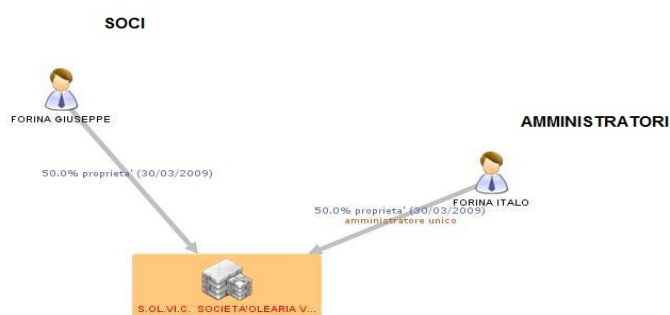 SOCI
FORINA GIUSEPPE
AMMINISTRATORI
50.0% proprieta' (30/03/2009)
FORINA ITALO
50.0% proprieta' (30/03/2009)
amministratore unico
S.OL.VI.C. SOCIETA'OLEARIA V...